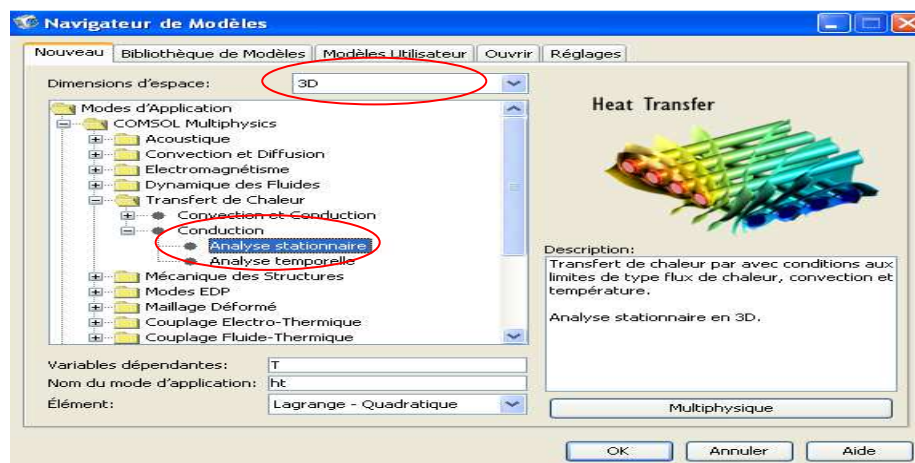 Navigateur de Modèles
Nouveau Bibliothèque de Modèles Modèles Utilisateur Ouvrir Réglages
Dimensions d'espace: 3D
Modes d'Application
COMSOL Multiphysics
Acoustique
Convection et Diffusion
Electromagnétisme
Dynamique des Fluides
Transfert de Chaleur
Convection et Conduction
Conduction
Analyse stationnaire
Analyse temporelle
Mécanique des Structures
Modes EDP
Maillage Déformé
Couplage Electro-Thermique
Couplage Fluide-Thermique
Variables dépendantes: T
Nom du mode d'application: ht
Élément: Lagrange - Quadratique
Heat Transfer
Description:
Transfert de chaleur par avec conditions aux
limites de type flux de chaleur, convection et
température.
Analyse stationnaire en 3D.
Multiphysique
OK Annuler Aide